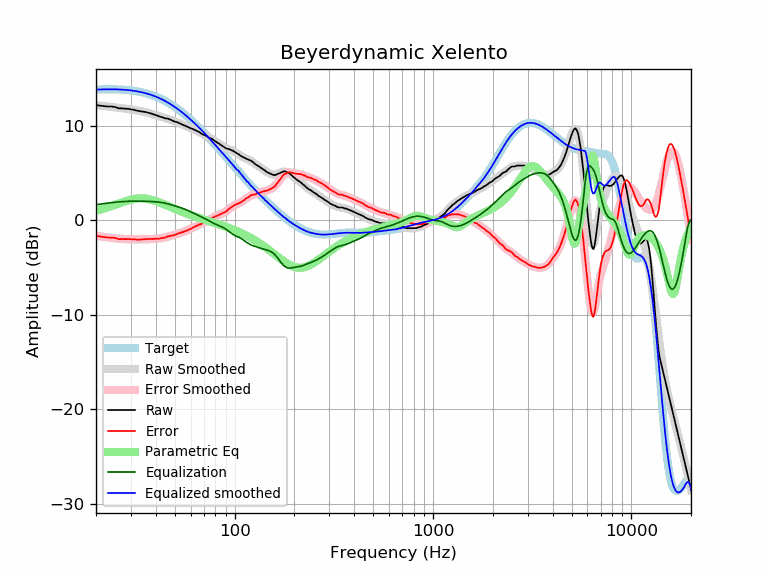 Beyerdynamic Xelento
10
0
−10
−20
−30
Amplitude (dBr)
Target
Raw Smoothed
Error Smoothed
Raw
Error
Parametric Eq
Equalization
Equalized smoothed
100
1000
10000
Frequency (Hz)